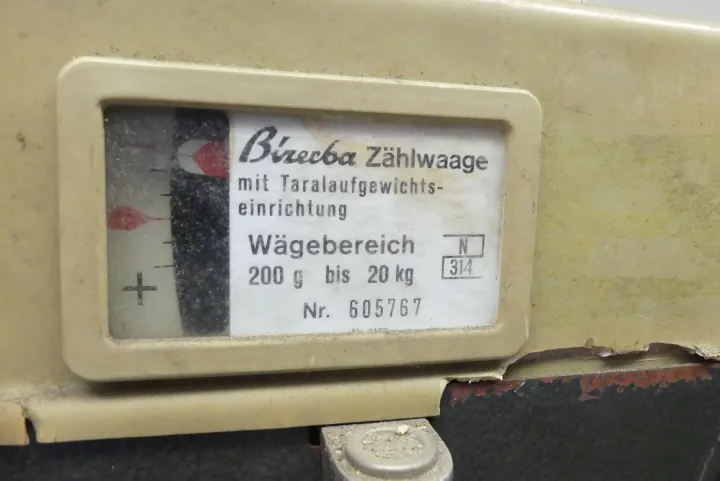 Bizerba Zählwaage
mit Taralaufgewichts-
einrichtung
Wägebereich
200 g bis 20 kg
N
314
Nr. 605767
+